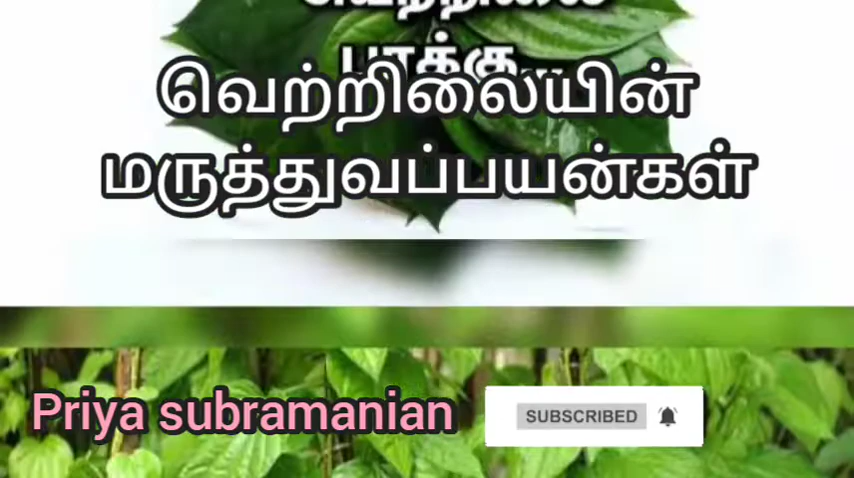 வெற்றிலை
பாக்கு...
வெற்றிலையின்
மருத்துவப்பயன்கள்
Priya subramanian
SUBSCRIBED